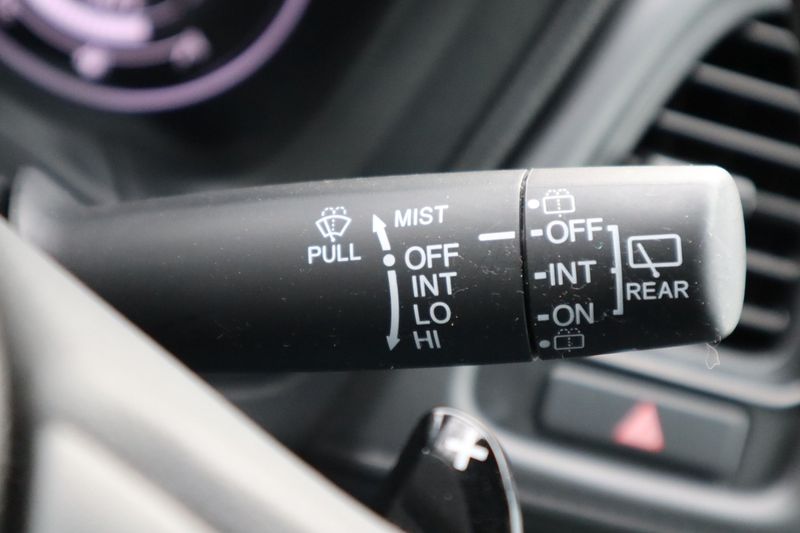 PULL
MIST
OFF
INT
LO
HI
OFF
INT
ON
REAR